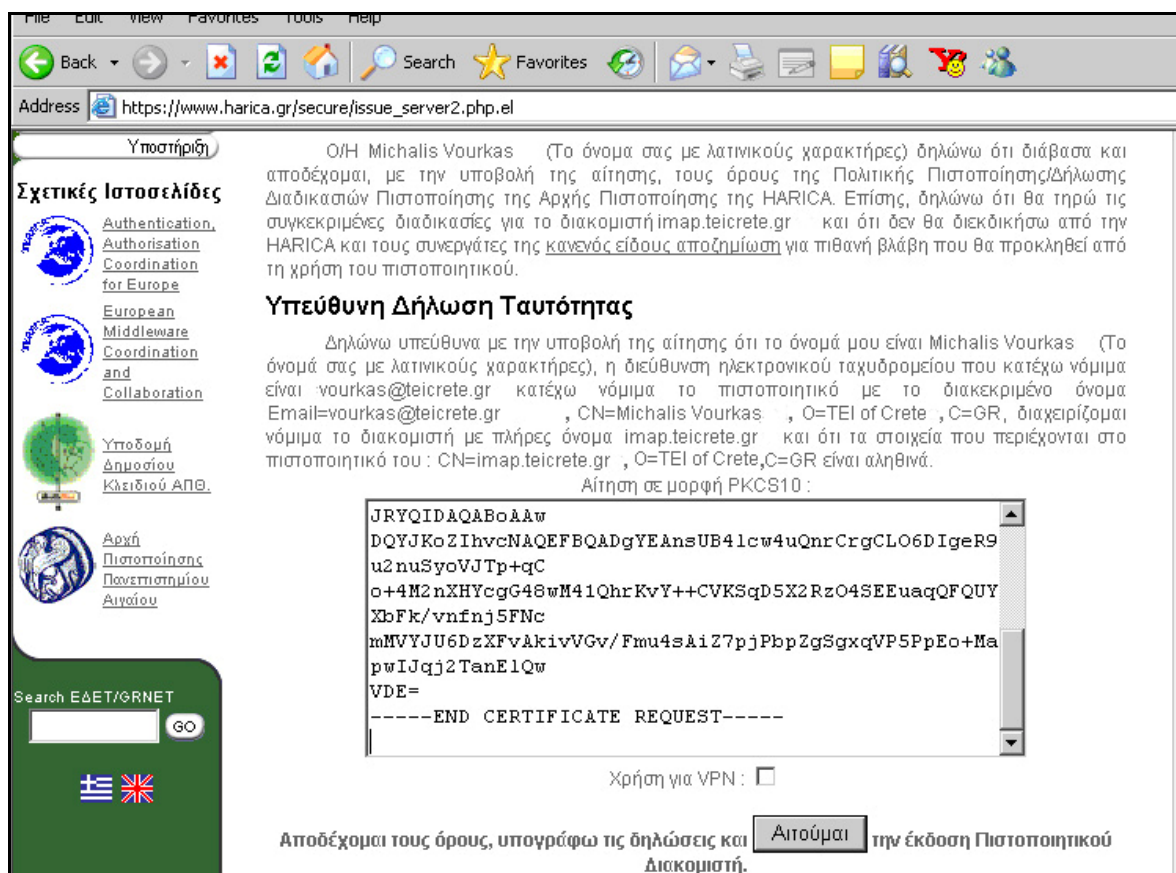 File Edit View Favorites Tools Help
Back Search Favorites
Address https://www.harica.gr/secure/issue_server2.php.el
Υποστήριξη
Σχετικές Ιστοσελίδες
Authentication,
Authorisation
Coordination
for Europe
European
Middleware
Coordination
and
Collaboration
Υποδομή
Δημοσίου
Κλειδιού ΑΠΘ.
Αρχή
Πιστοποίησης
Πανεπιστημίου
Αιγαίου
Search ΕΔΕΤ/GRNET
GO
Ο/Η Michalis Vourkas (Το όνομα σας με λατινικούς χαρακτήρες) δηλώνω ότι διάβασα και
αποδέχομαι, με την υποβολή της αίτησης, τους όρους της Πολιτικής Πιστοποίησης/Δήλωσης
Διαδικασιών Πιστοποίησης της Αρχής Πιστοποίησης της HARICA. Επίσης, δηλώνω ότι θα τηρώ τις
συγκεκριμένες διαδικασίες για το διακομιστή imap.teicrete.gr και ότι δεν θα διεκδικήσω από την
HARICA και τους συνεργάτες της κανενός είδους αποζημίωση για πιθανή βλάβη που θα προκληθεί από
τη χρήση του πιστοποιητικού.
Υπεύθυνη Δήλωση Ταυτότητας
Δηλώνω υπεύθυνα με την υποβολή της αίτησης ότι το όνομά μου είναι Michalis Vourkas (Το
όνομά σας με λατινικούς χαρακτήρες), η διεύθυνση ηλεκτρονικού ταχυδρομείου που κατέχω νόμιμα
είναι vourkas@teicrete.gr κατέχω νόμιμα το πιστοποιητικό με το διακεκριμένο όνομα
Email=vourkas@teicrete.gr , CN=Michalis Vourkas , O=TEI of Crete , C=GR, διαχειρίζομαι
νόμιμα το διακομιστή με πλήρες όνομα imap.teicrete.gr και ότι τα στοιχεία που περιέχονται στο
πιστοποιητικό του : CN=imap.teicrete.gr , O=TEI of Crete,C=GR είναι αληθινά.
Αίτηση σε μορφή PKCS10 :
JRYQIDAQABoAAw
DQYJKoZIhvcNAQEFBQADgYEAnsUB4lcw4uQnrCrgCLO6DIgeR9
u2nuSyoVJTp+qC
o+4M2nXHYcgG48wM41QhrKvY++CVKSqD5X2RzO4SEEuaqQFQUY
XbFk/vnfnj5FNc
mMVYJU6DzXFvAkivVGv/Fmu4sAiZ7pjPbpZgSgxqVP5PpEo+Ma
pwIJqj2TanElQw
VDE=
-----END CERTIFICATE REQUEST-----
Χρήση για VPN :
Αποδέχομαι τους όρους, υπογράφω τις δηλώσεις και Αιτούμαι την έκδοση Πιστοποιητικού
Διακομιστή.